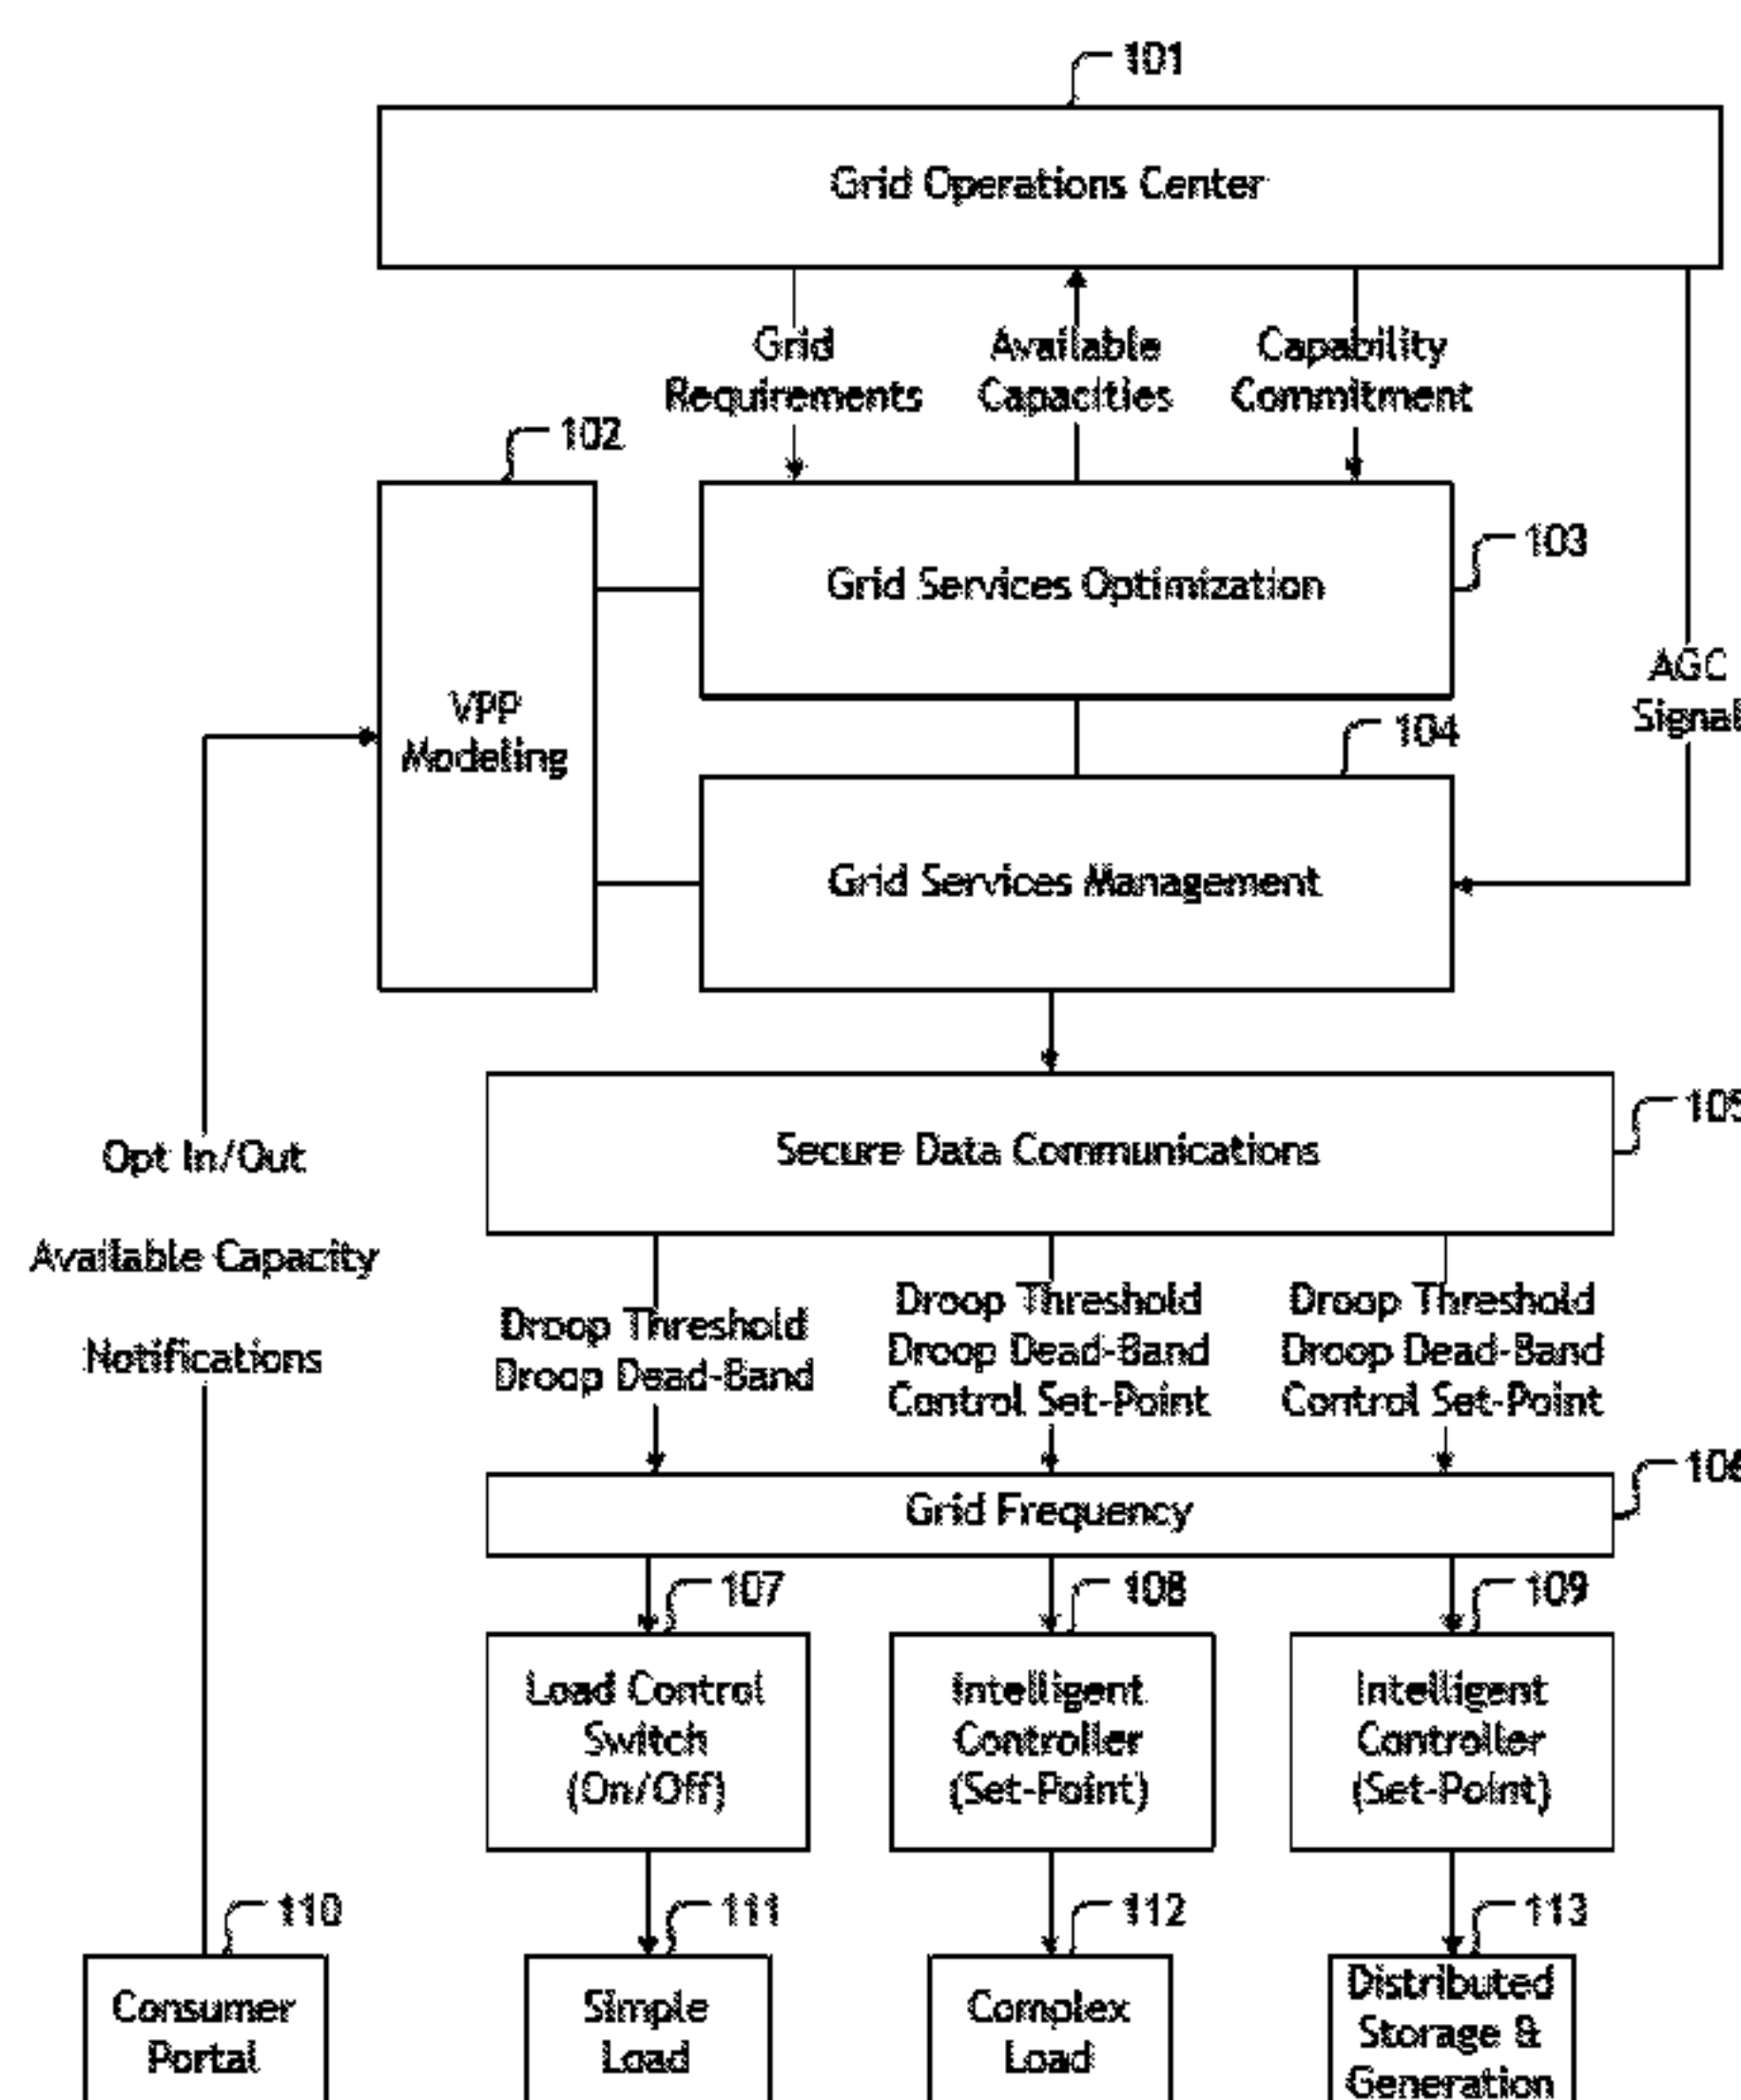 101
Grid Operations Center
Grid
Requirements
Available
Capacities
Capability
Commitment
102
103
Grid Services Optimization
AGC
Signal
VPP
Modeling
104
Grid Services Management
105
Secure Data Communications
Opt In/Out
Available Capacity
Notifications
Droop Threshold
Droop Dead-Band
Droop Threshold
Droop Dead-Band
Control Set-Point
Droop Threshold
Droop Dead-Band
Control Set-Point
106
Grid Frequency
107
108
109
Load Control
Switch
(On/Off)
Intelligent
Controller
(Set-Point)
Intelligent
Controller
(Set-Point)
110
111
112
113
Consumer
Portal
Simple
Load
Complex
Load
Distributed
Storage &
Generation